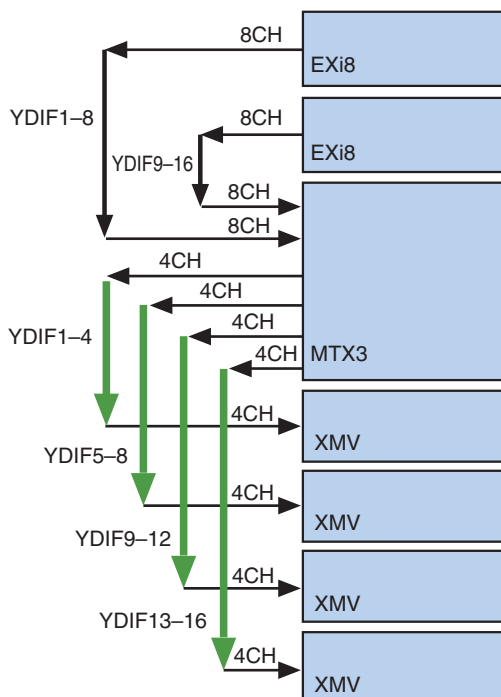 8CH
EXi8
YDIF1–8
8CH
EXi8
YDIF9–16
8CH
8CH
4CH
4CH
4CH
YDIF1–4
4CH
MTX3
4CH
XMV
YDIF5–8
4CH
XMV
YDIF9–12
4CH
XMV
YDIF13–16
4CH
XMV